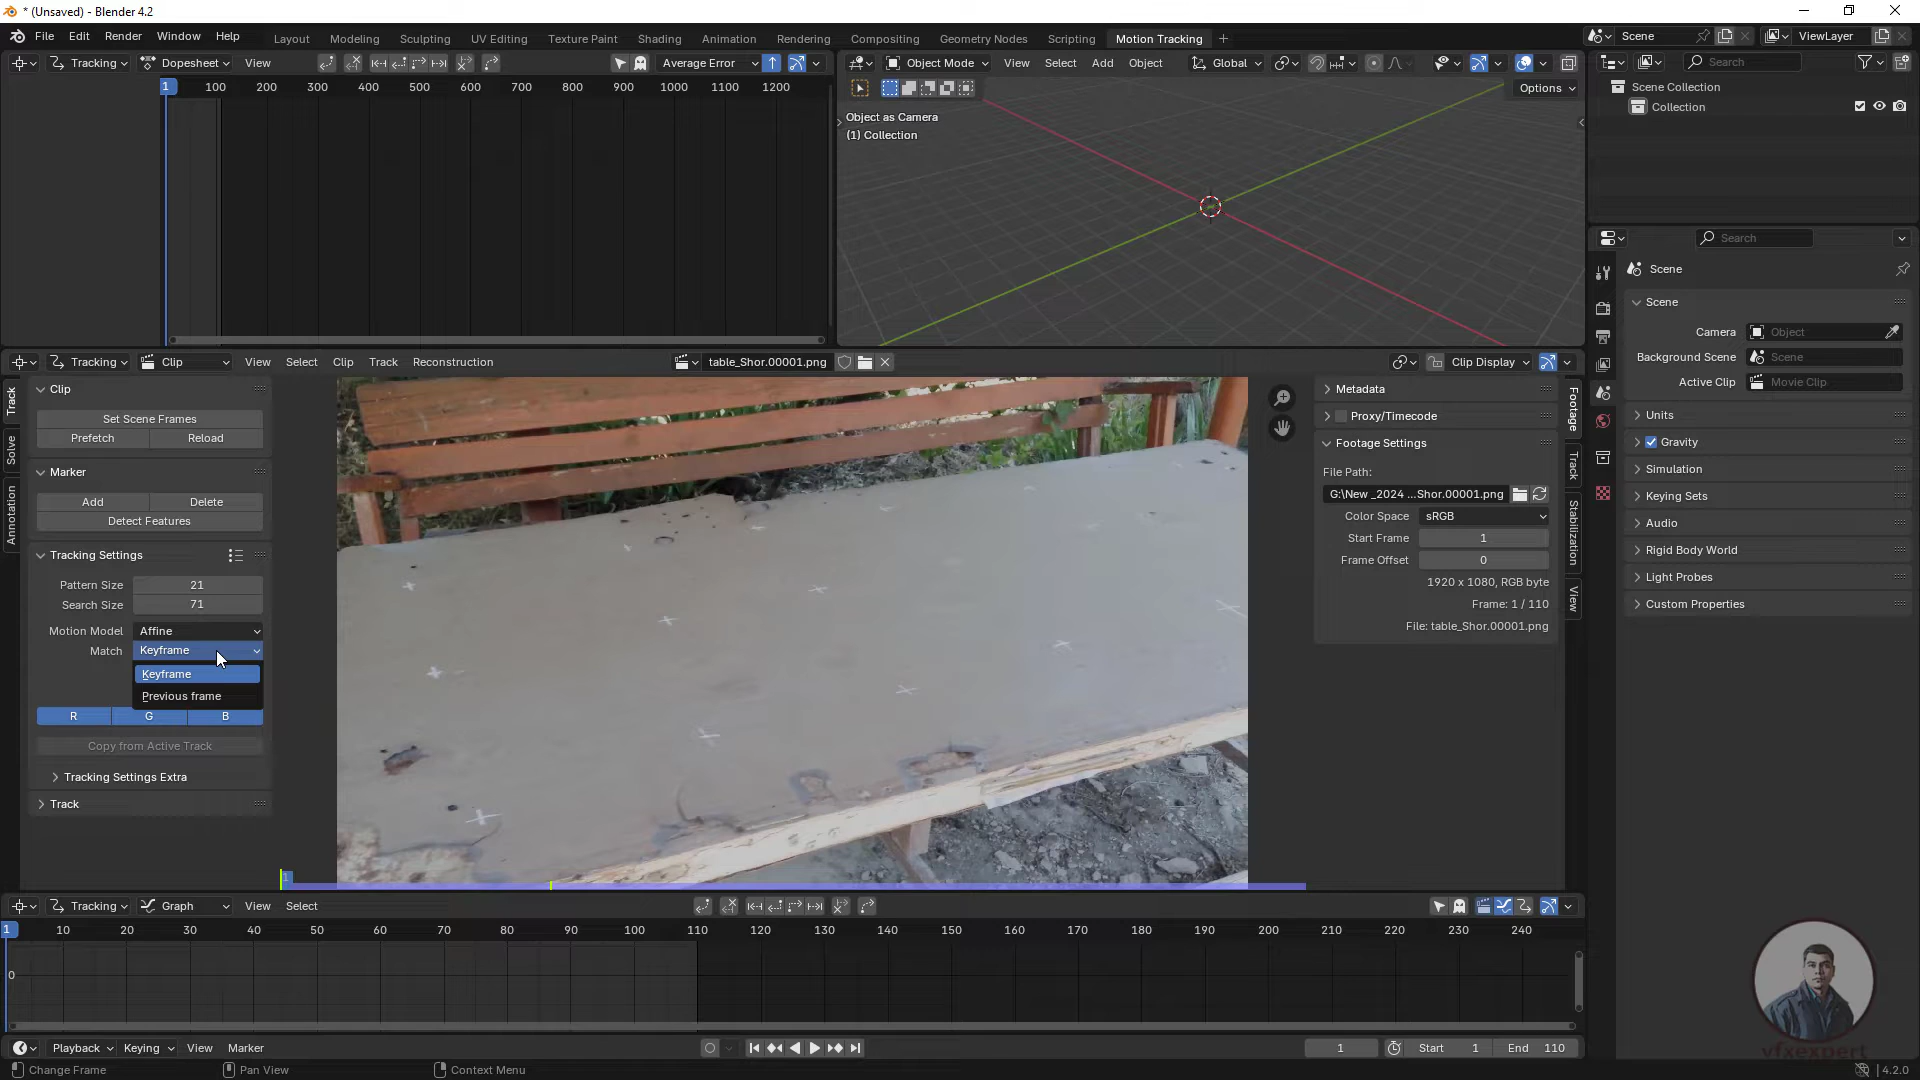 * (Unsaved) - Blender 4.2
File Edit Render Window Help Layout Modeling Sculpting UV Editing Texture Paint Shading Animation Rendering Compositing Geometry Nodes Scripting Motion Tracking + Scene ViewLayer
Tracking Dopesheet View Average Error
1 100 200 300 400 500 600 700 800 900 1000 1100 1200
Object Mode View Select Add Object Global
Options
Object as Camera
(1) Collection
Search
Scene Collection
Collection
Search
Scene
Scene
Camera Object
Background Scene Scene
Active Clip Movie Clip
Units
Gravity
Simulation
Keying Sets
Audio
Rigid Body World
Light Probes
Custom Properties
Tracking Clip View Select Clip Track Reconstruction table_Shor.00001.png Clip Display
Track
Solve
Annotation
Clip
Set Scene Frames
Prefetch Reload
Marker
Add Delete
Detect Features
Tracking Settings
Pattern Size 21
Search Size 71
Motion Model Affine
Match Keyframe
Keyframe
Previous frame
R G B
Copy from Active Track
Tracking Settings Extra
Track
1
Metadata
Proxy/Timecode
Footage Settings
File Path:
G:\New _2024 ...Shor.00001.png
Color Space sRGB
Start Frame 1
Frame Offset 0
1920 x 1080, RGB byte
Frame: 1 / 110
File: table_Shor.00001.png
Footage
Track
Stabilization
View
Tracking Graph View Select
1 10 20 30 40 50 60 70 80 90 100 110 120 130 140 150 160 170 180 190 200 210 220 230 240
0
Playback Keying View Marker 1 Start 1 End 110
Change Frame Pan View Context Menu 4.2.0
vfxexpert